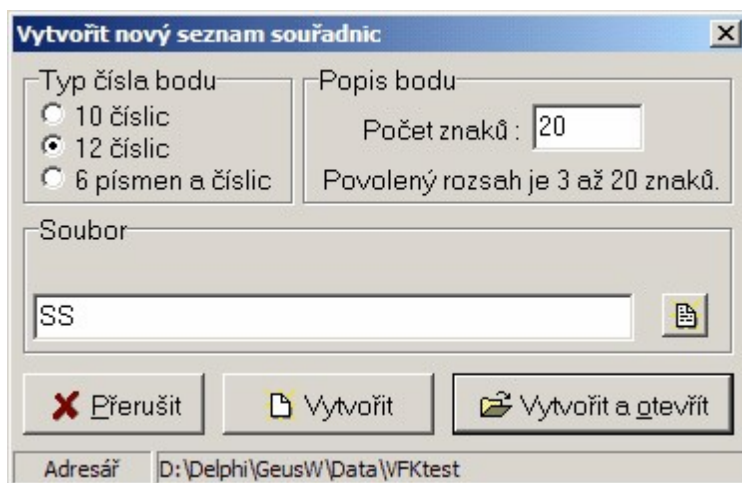 Vytvořit nový seznam souřadnic
Typ čísla bodu
10 číslic
12 číslic
6 písmen a číslic
Popis bodu
Počet znaků : 20
Povolený rozsah je 3 až 20 znaků.
Soubor
SS
Přerušit
Vytvořit
Vytvořit a otevřít
Adresář D:\Delphi\GeusW\Data\VFKtest